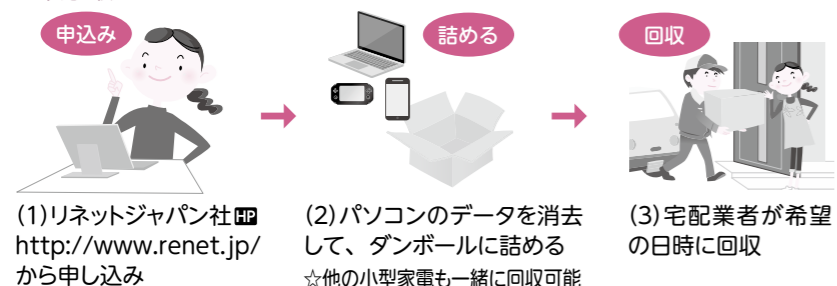 申込み
詰める
回収
(1)リネットジャパン社HP
http://www.renet.jp/
から申し込み
(2)パソコンのデータを消去
して、ダンボールに詰める
☆他の小型家電も一緒に回収可能
(3)宅配業者が希望
の日時に回収